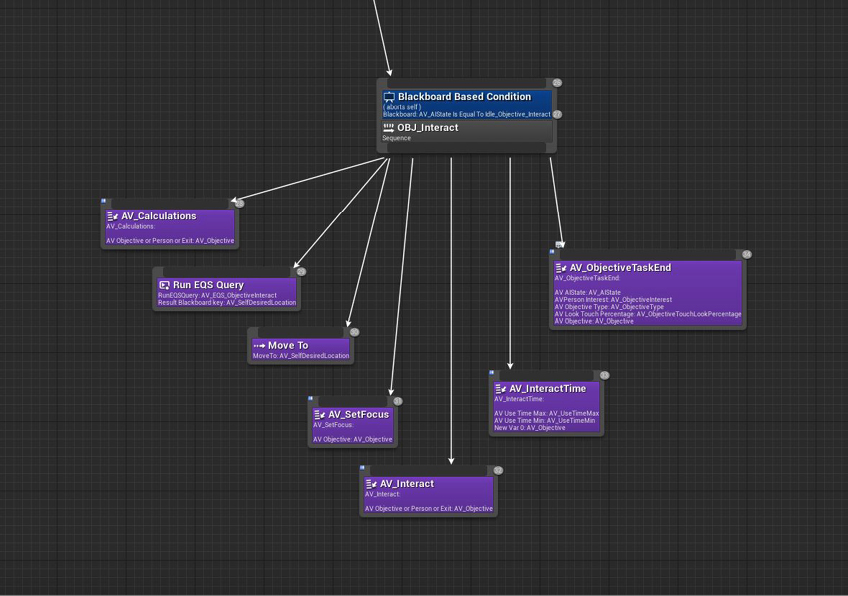 Blackboard Based Condition
( aborts self )
Blackboard: AV_AIState Is Equal To Idle_Objective_Interact
OBJ_Interact
Sequence
AV_Calculations
AV_Calculations:
AV Objective or Person or Exit: AV_Objective
Run EQS Query
RunEQSQuery: AV_EQS_ObjectiveInteract
Result Blackboard key: AV_SelfDesiredLocation
Move To
MoveTo: AV_SelfDesiredLocation
AV_SetFocus
AV_SetFocus:
AV Objective: AV_Objective
AV_Interact
AV_Interact:
AV Objective or Person or Exit: AV_Objective
AV_InteractTime
AV_InteractTime:
AV Use Time Max: AV_UseTimeMax
AV Use Time Min: AV_UseTimeMin
New Var 0: AV_Objective
AV_ObjectiveTaskEnd
AV_ObjectiveTaskEnd:
AV AIState: AV_AIState
AVPerson Interest: AV_ObjectiveInterest
AV Objective Type: AV_ObjectiveType
AV Look Touch Percentage: AV_ObjectiveTouchLookPercentage
AV Objective: AV_Objective